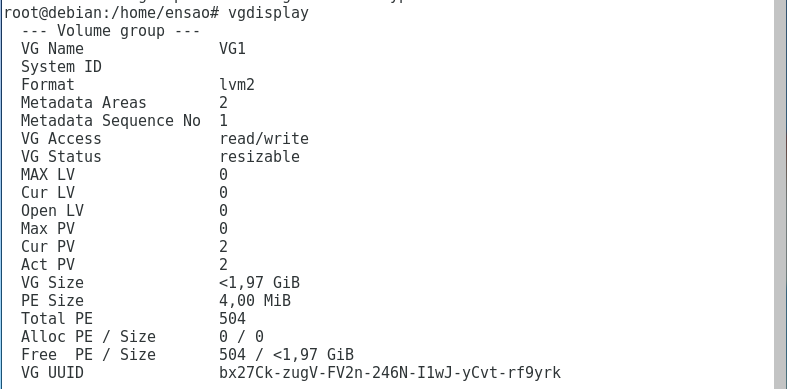 root@debian:/home/ensao# vgdisplay
--- Volume group ---
VG Name               VG1
System ID
Format                lvm2
Metadata Areas        2
Metadata Sequence No  1
VG Access             read/write
VG Status             resizable
MAX LV                0
Cur LV                0
Open LV               0
Max PV                0
Cur PV                2
Act PV                2
VG Size               <1,97 GiB
PE Size               4,00 MiB
Total PE              504
Alloc PE / Size       0 / 0
Free  PE / Size       504 / <1,97 GiB
VG UUID               bx27Ck-zugV-FV2n-246N-I1wJ-yCvt-rf9yrk